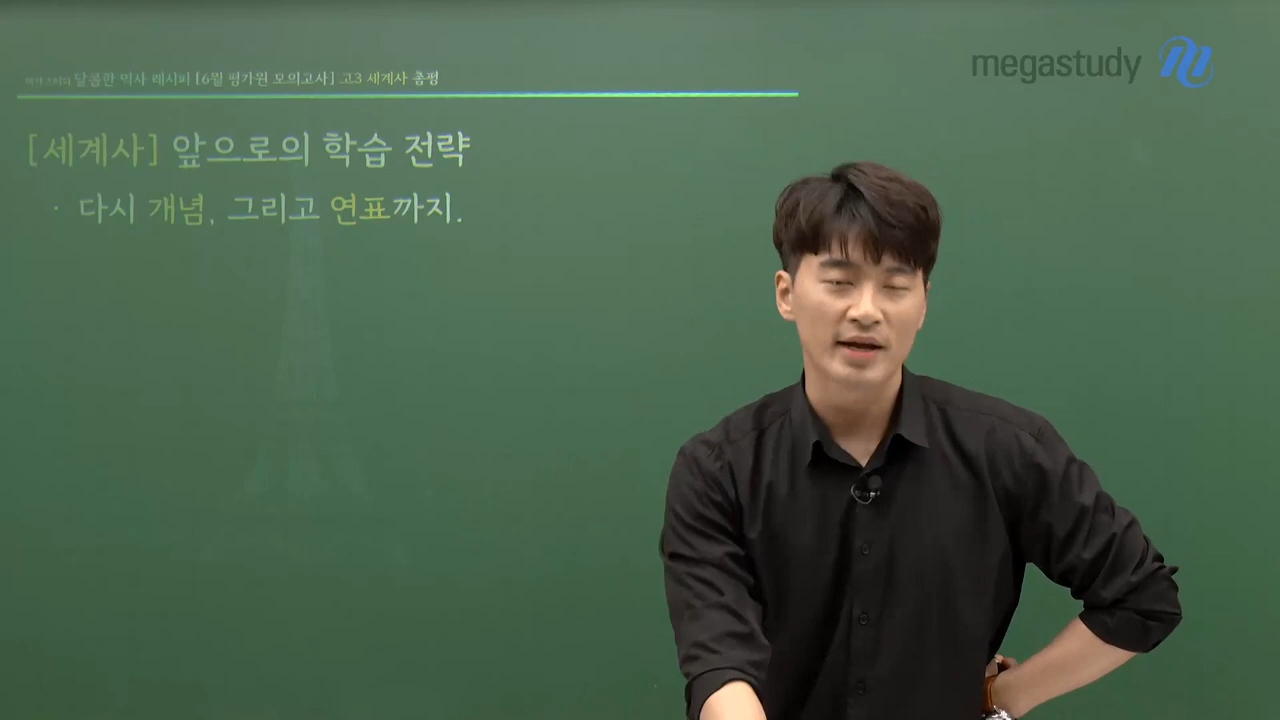 달콤한 역사 레시피 [6월 평가원 모의고사] 고3 세계사 총평
megastudy
[세계사] 앞으로의 학습 전략
· 다시 개념, 그리고 연표까지.